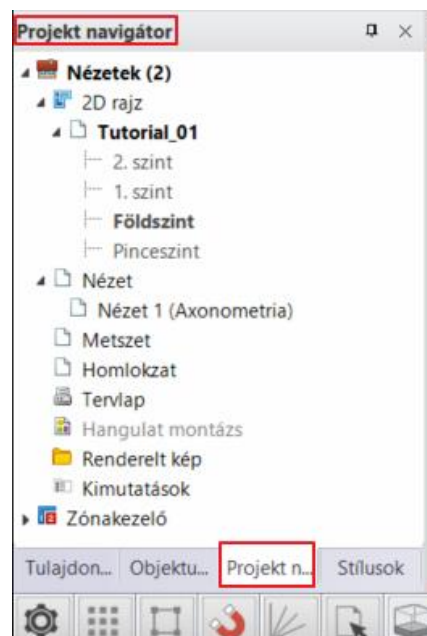 Projekt navigátor
Nézetek (2)
2D rajz
Tutorial_01
2. szint
1. szint
Földszint
Pinceszint
Nézet
Nézet 1 (Axonometria)
Metszet
Homlokzat
Tervlap
Hangulat montázs
Renderelt kép
Kimutatások
Zónakezelő
Tulajdon... Objektu... Projekt n... Stílusok